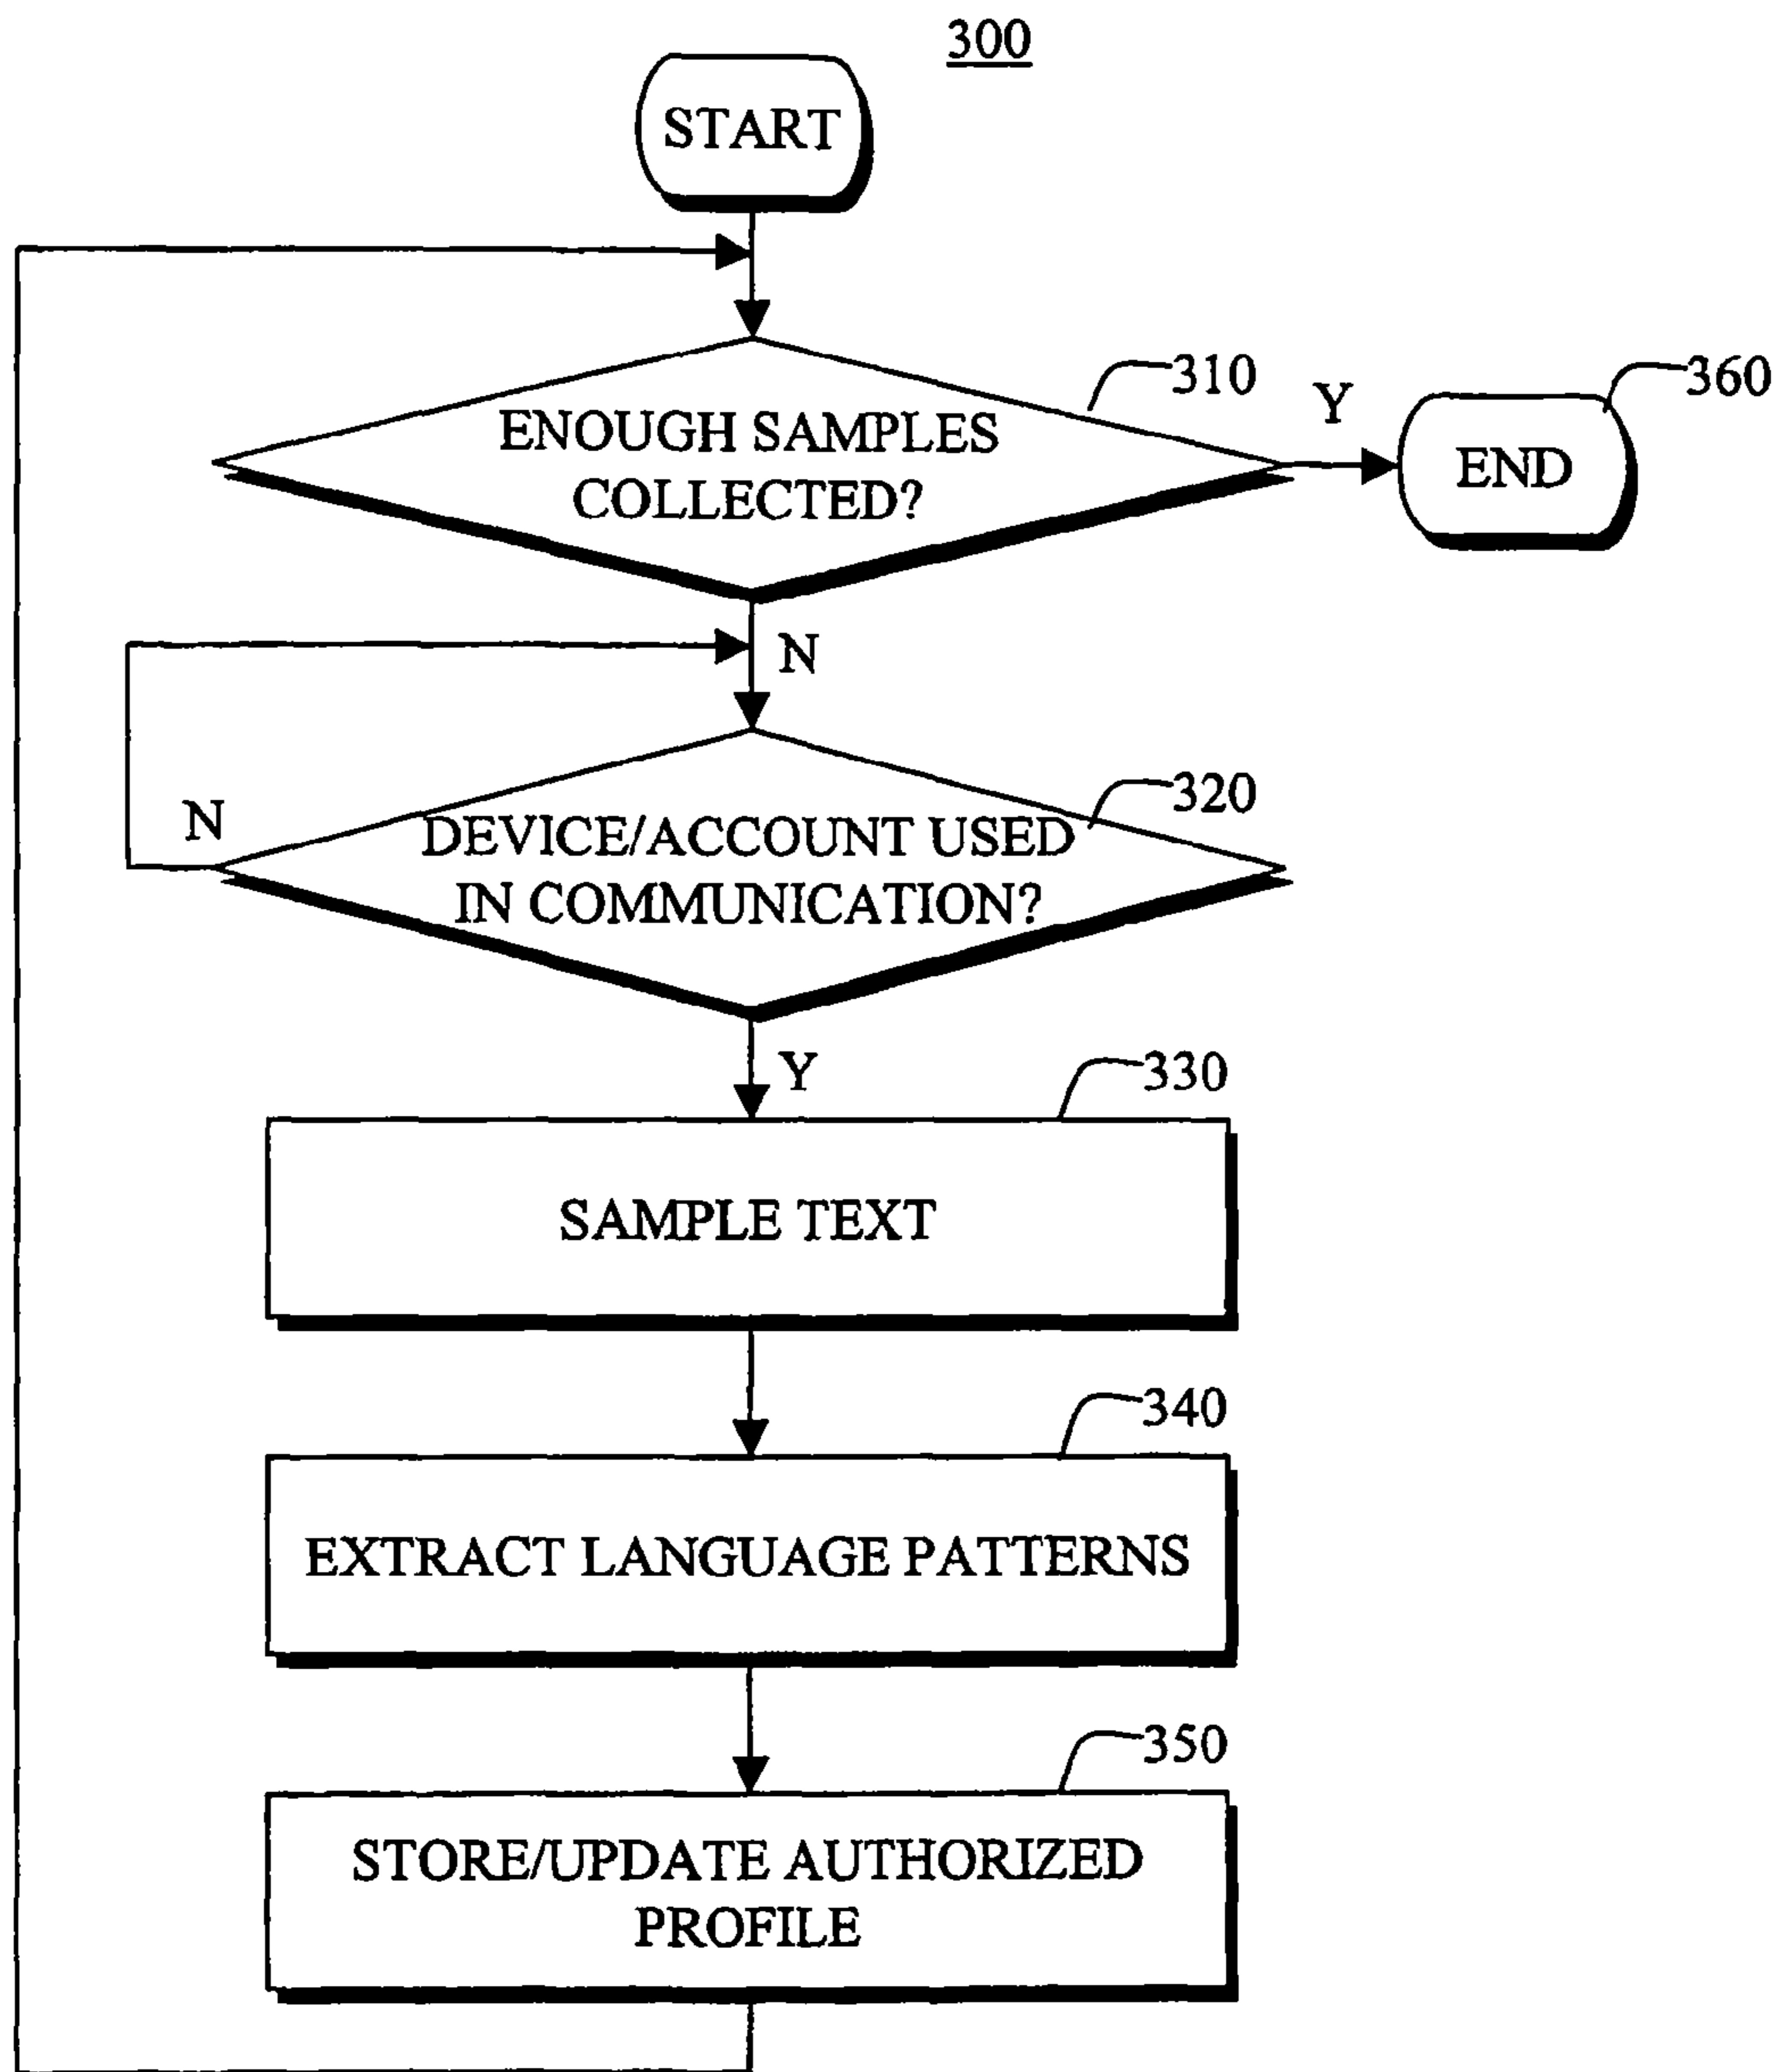 300
START
310
360
Y
ENOUGH SAMPLES
COLLECTED?
END
N
320
N
DEVICE/ACCOUNT USED
IN COMMUNICATION?
Y
330
SAMPLE TEXT
340
EXTRACT LANGUAGE PATTERNS
350
STORE/UPDATE AUTHORIZED
PROFILE